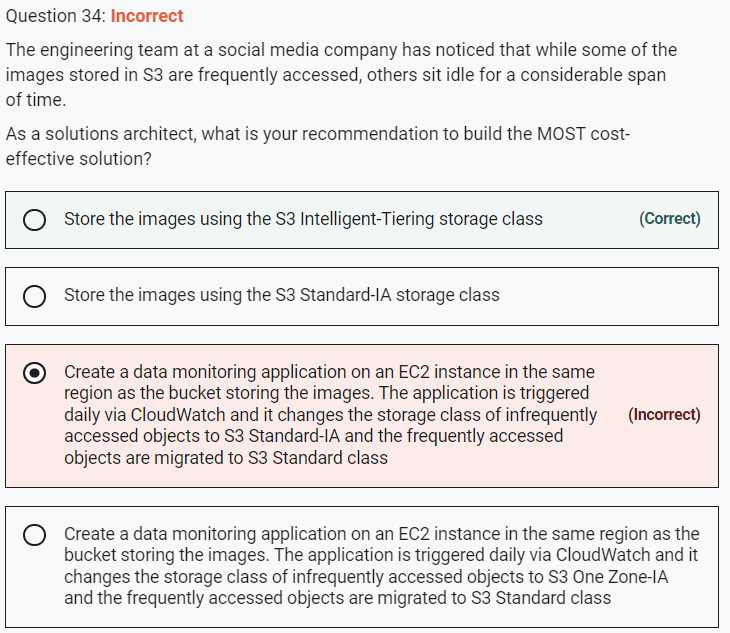 Question 34: Incorrect
The engineering team at a social media company has noticed that while some of the
images stored in S3 are frequently accessed, others sit idle for a considerable span
of time.
As a solutions architect, what is your recommendation to build the MOST cost-
effective solution?
Store the images using the S3 Intelligent-Tiering storage class (Correct)
Store the images using the S3 Standard-IA storage class
Create a data monitoring application on an EC2 instance in the same
region as the bucket storing the images. The application is triggered
daily via CloudWatch and it changes the storage class of infrequently (Incorrect)
accessed objects to S3 Standard-IA and the frequently accessed
objects are migrated to S3 Standard class
Create a data monitoring application on an EC2 instance in the same region as the
bucket storing the images. The application is triggered daily via CloudWatch and it
changes the storage class of infrequently accessed objects to S3 One Zone-IA
and the frequently accessed objects are migrated to S3 Standard class